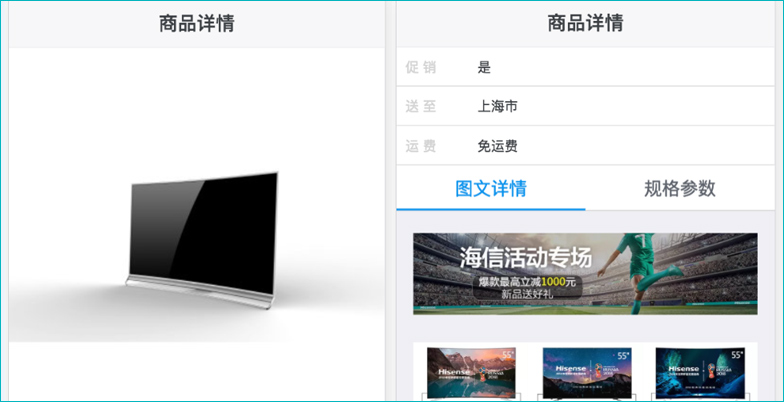 商品详情
商品详情
促 销 是
送 至 上海市
运 费 免运费
图文详情 规格参数
海信活动专场
爆款最高立减1000元
新品送好礼
55" 55" 55"
Hisense Hisense Hisense